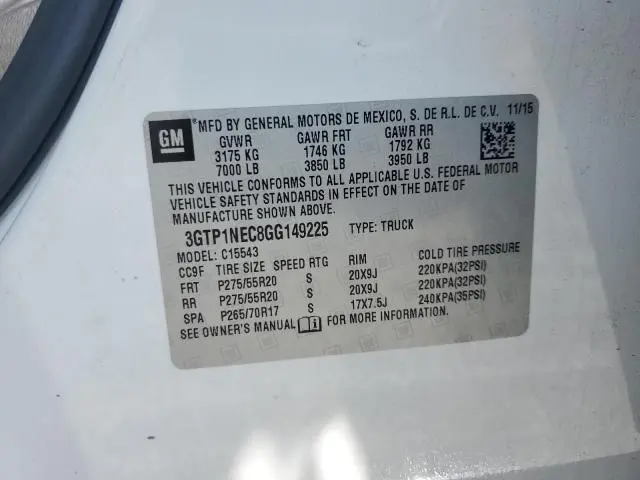 GM ®MFD BY GENERAL MOTORS DE MEXICO, S. DE R.L. DE C.V. 11/15
GVWR GAWR FRT GAWR RR
3175 KG 1746 KG 1792 KG
7000 LB 3850 LB 3950 LB
THIS VEHICLE CONFORMS TO ALL APPLICABLE U.S. FEDERAL MOTOR
VEHICLE SAFETY STANDARDS IN EFFECT ON THE DATE OF
MANUFACTURE SHOWN ABOVE.
3GTP1NEC8GG149225 TYPE: TRUCK
MODEL: C15543
CC9F TIRE SIZE SPEED RTG RIM COLD TIRE PRESSURE
FRT P275/55R20 S 20X9J 220KPA(32PSI)
RR P275/55R20 S 20X9J 220KPA(32PSI)
SPA P265/70R17 S 17X7.5J 240KPA(35PSI)
SEE OWNER'S MANUAL FOR MORE INFORMATION